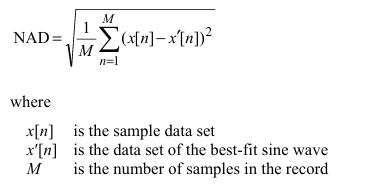 NAD = √(1/M ∑_{n=1}^{M} (x[n] − x′[n])²)
where
x[n] is the sample data set
x′[n] is the data set of the best-fit sine wave
M is the number of samples in the record